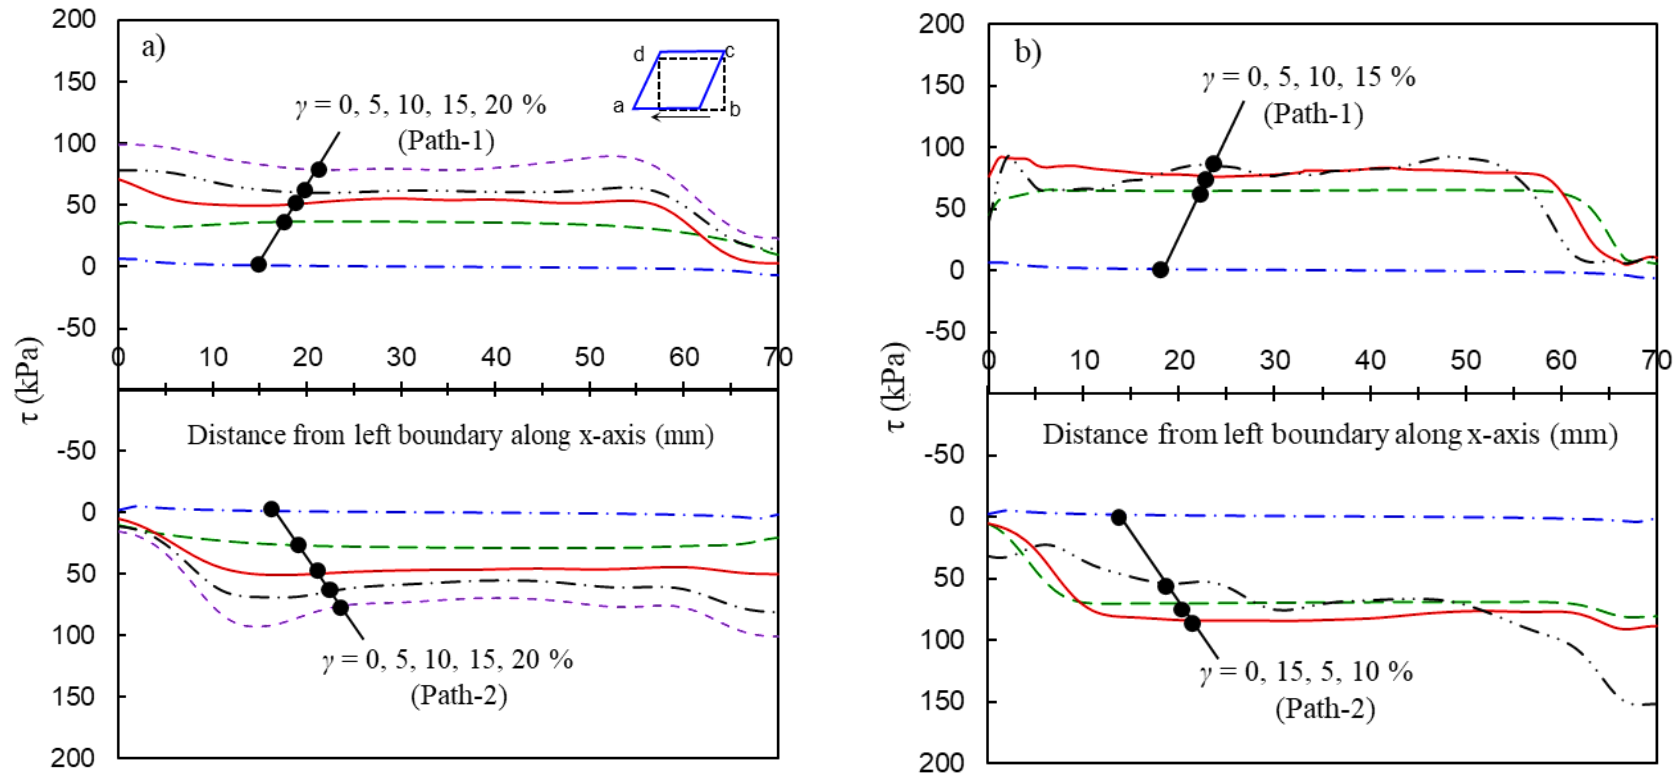 a)
200
150
100
50
0
-50
γ = 0, 5, 10, 15, 20 %
(Path-1)
d
c
a
b
0 10 20 30 40 50 60 70
τ (kPa)
Distance from left boundary along x-axis (mm)
-50
0
50
100
150
200
γ = 0, 5, 10, 15, 20 %
(Path-2)
b)
200
150
100
50
0
-50
γ = 0, 5, 10, 15 %
(Path-1)
0 10 20 30 40 50 60 70
τ (kPa)
Distance from left boundary along x-axis (mm)
-50
0
50
100
150
200
γ = 0, 15, 5, 10 %
(Path-2)